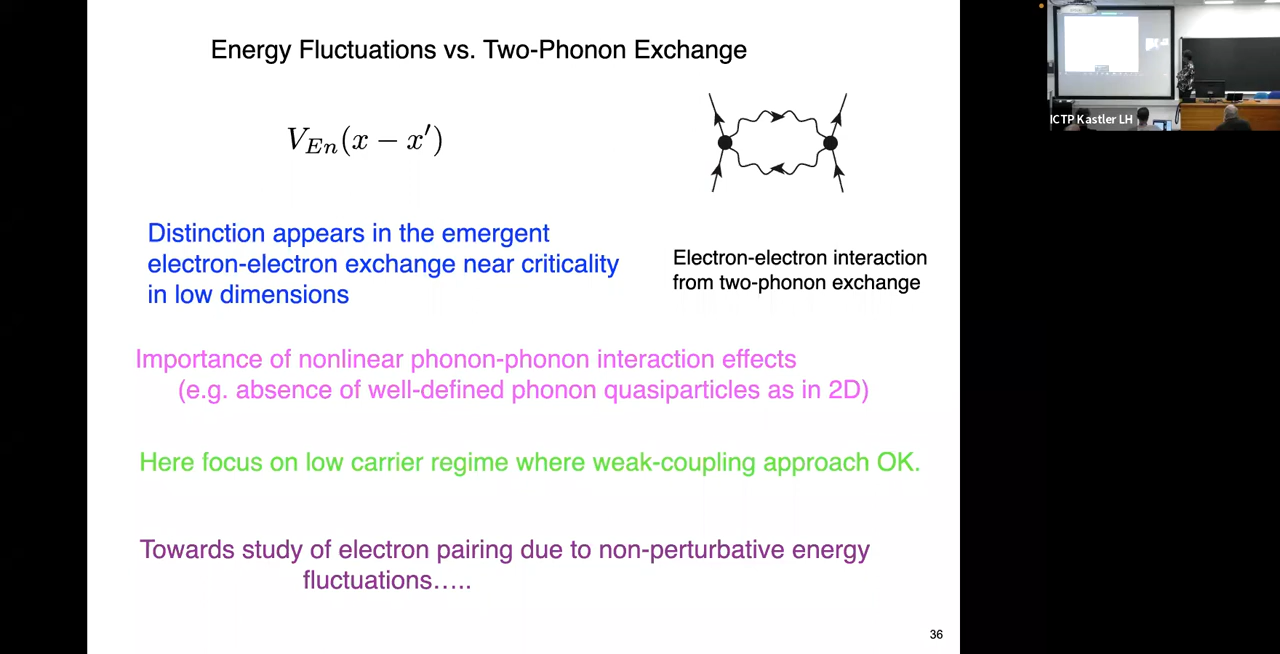 Energy Fluctuations vs. Two-Phonon Exchange
V_{En}(x − x′)
Distinction appears in the emergent
electron-electron exchange near criticality
in low dimensions
Electron-electron interaction
from two-phonon exchange
Importance of nonlinear phonon-phonon interaction effects
(e.g. absence of well-defined phonon quasiparticles as in 2D)
Here focus on low carrier regime where weak-coupling approach OK.
Towards study of electron pairing due to non-perturbative energy
fluctuations…..
36
ICTP Kastler LH